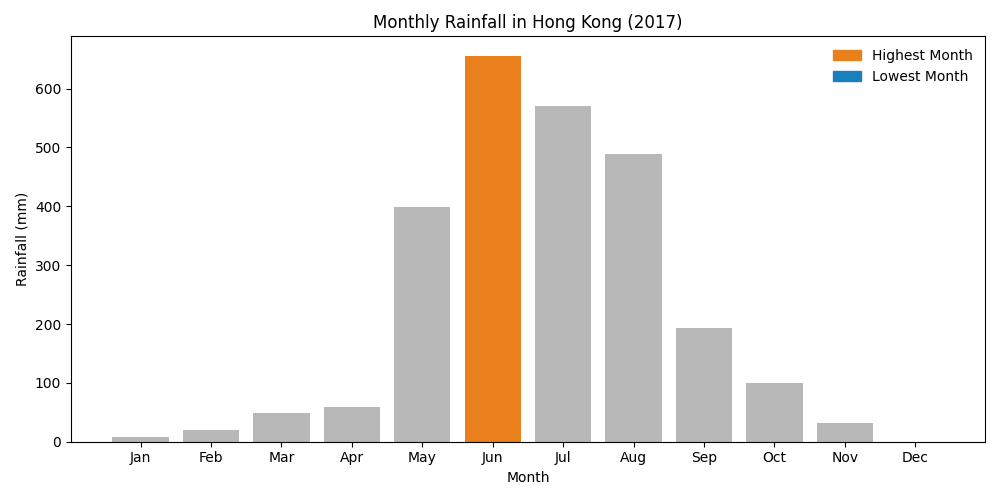 Monthly Rainfall in Hong Kong (2017)
Highest Month
Lowest Month
Rainfall (mm)
600
500
400
300
200
100
0
Jan Feb Mar Apr May Jun Jul Aug Sep Oct Nov Dec
Month